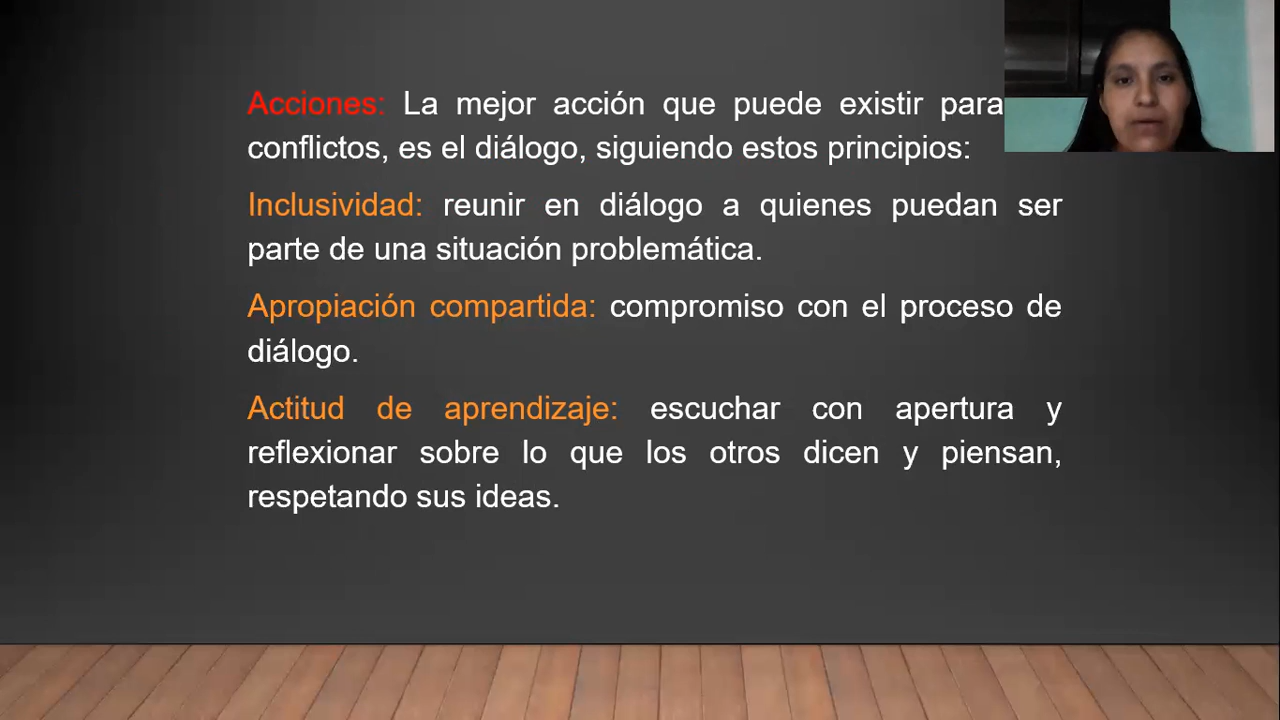 Acciones: La mejor acción que puede existir para
conflictos, es el diálogo, siguiendo estos principios:
Inclusividad: reunir en diálogo a quienes puedan ser
parte de una situación problemática.
Apropiación compartida: compromiso con el proceso de
diálogo.
Actitud de aprendizaje: escuchar con apertura y
reflexionar sobre lo que los otros dicen y piensan,
respetando sus ideas.